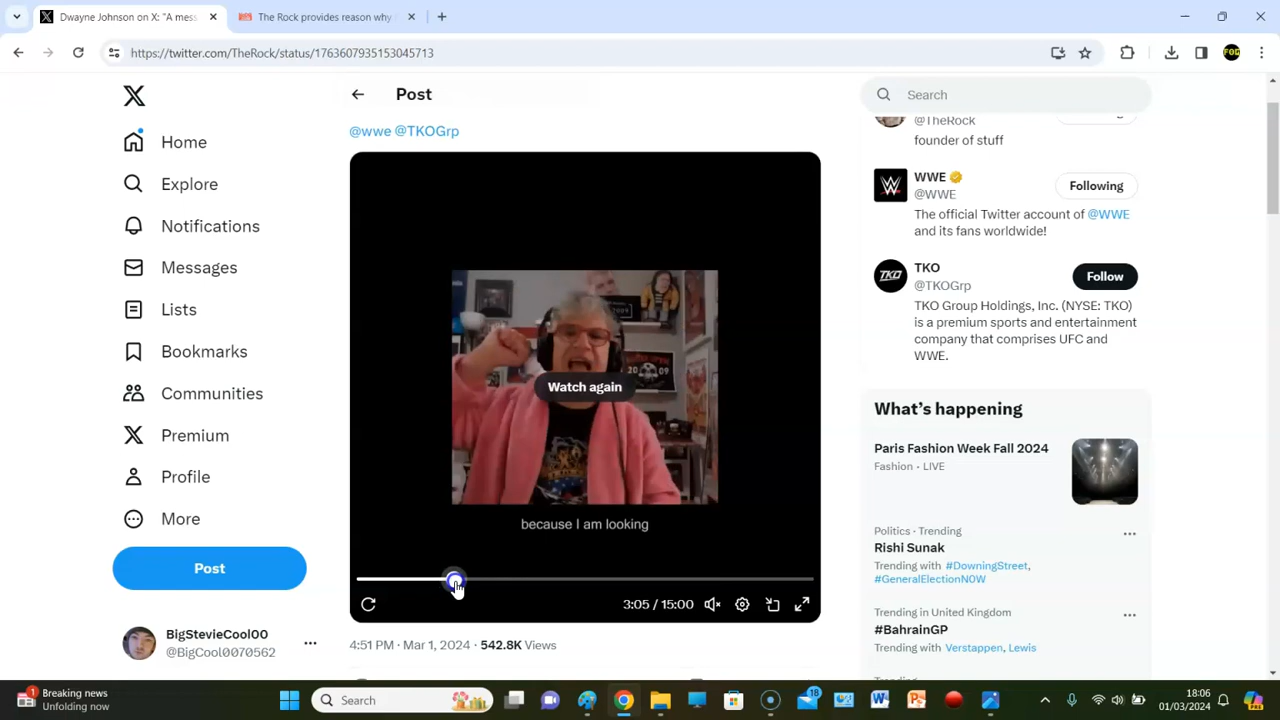 Dwayne Johnson on X: "A mess
The Rock provides reason why
https://twitter.com/TheRock/status/1763607935153045713
FOG
Post
Search
@wwe @TKOGrp
@TheRock
founder of stuff
Home
Explore
Notifications
Messages
Lists
Bookmarks
Communities
Premium
Profile
More
Post
BigStevieCool00
@BigCool0070562
WWE
@WWE
Following
The official Twitter account of @WWE
and its fans worldwide!
TKO
@TKOGrp
Follow
TKO Group Holdings, Inc. (NYSE: TKO)
is a premium sports and entertainment
company that comprises UFC and
WWE.
2009
Watch again
because I am looking
3:05 / 15:00
4:51 PM · Mar 1, 2024 · 542.8K Views
What's happening
Paris Fashion Week Fall 2024
Fashion · LIVE
Politics · Trending
Rishi Sunak
Trending with #DowningStreet,
#GeneralElectionN0W
Trending in United Kingdom
#BahrainGP
Trending with Verstappen, Lewis
1
Breaking news
Unfolding now
Search
18
18:06
01/03/2024